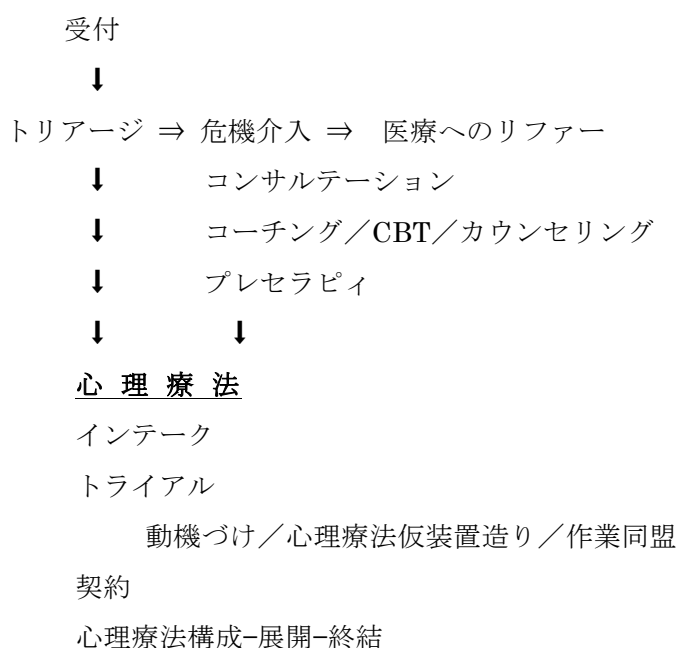 受付
⬇
トリアージ ⇒ 危機介入 ⇒ 医療へのリファー
⬇ コンサルテーション
⬇ コーチング／CBT／カウンセリング
⬇ プレセラピィ
⬇ ⬇
心 理 療 法
インテーク
トライアル
動機づけ／心理療法仮装置造り／作業同盟
契約
心理療法構成−展開−終結